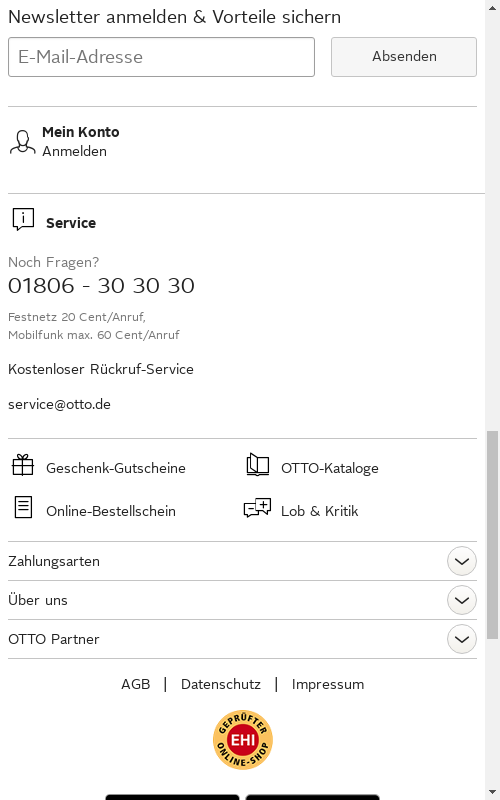 Newsletter anmelden & Vorteile sichern
E-Mail-Adresse
Absenden
Mein Konto
Anmelden
Service
Noch Fragen?
01806 - 30 30 30
Festnetz 20 Cent/Anruf,
Mobilfunk max. 60 Cent/Anruf
Kostenloser Rückruf-Service
service@otto.de
Geschenk-Gutscheine
OTTO-Kataloge
Online-Bestellschein
Lob & Kritik
Zahlungsarten
Über uns
OTTO Partner
AGB | Datenschutz | Impressum
GEPRÜFTER
EHI
ONLINE-SHOP